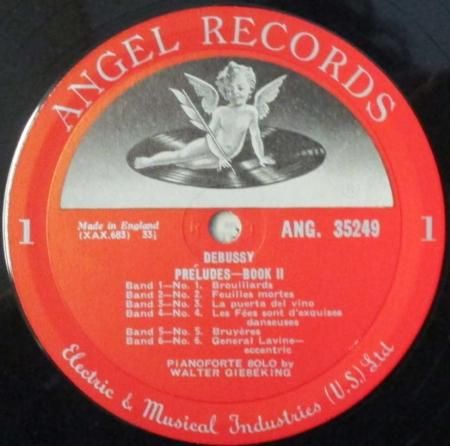 ANGEL RECORDS
1
1
Made in England
(XAX.683) 33⅓
ANG. 35249
DEBUSSY
PRELUDES—BOOK II
Band 1—No. 1. Brouillards
Band 2—No. 2. Feuilles mortes
Band 3—No. 3. La puerta del vino
Band 4—No. 4. Les Fées sont d'exquises
danseuses
Band 5—No. 5. Bruyères
Band 6—No. 6. General Lavine—
eccentric
PIANOFORTE SOLO by
WALTER GIEBEKING
Electric & Musical Industries (U.S.) Ltd